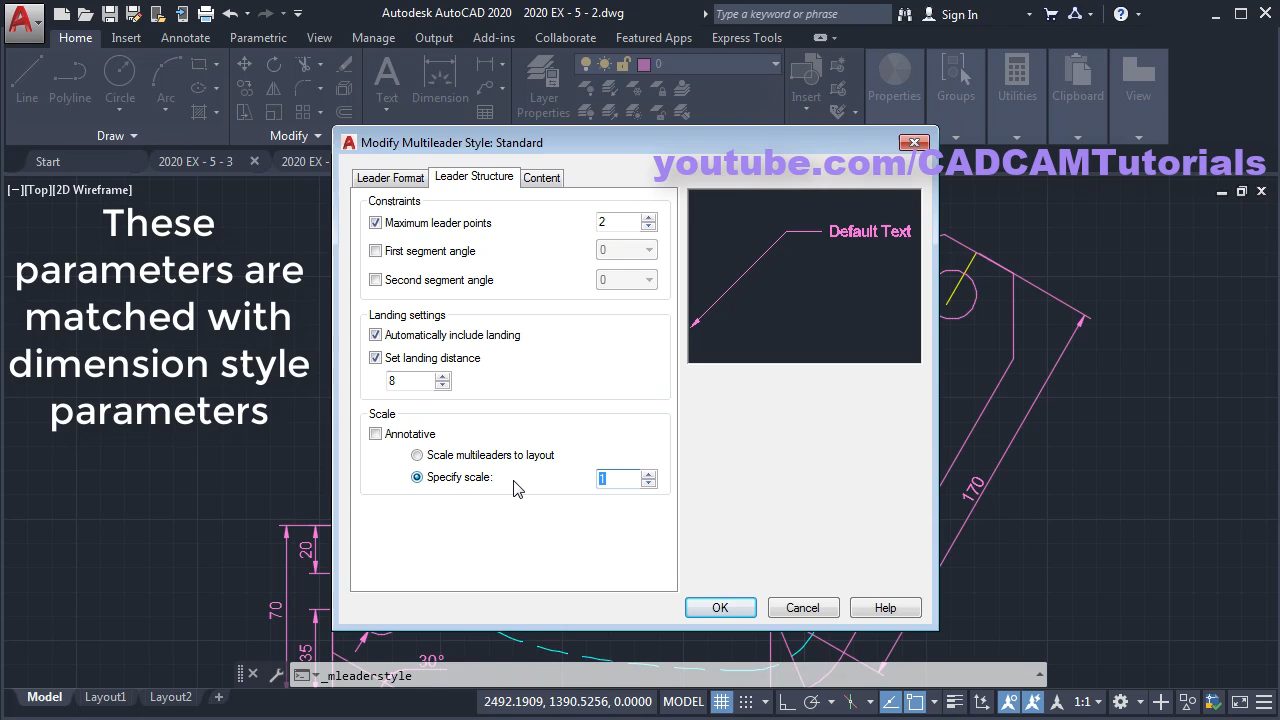 Autodesk AutoCAD 2020 2020 EX - 5 - 2.dwg
Type a keyword or phrase
Sign In
Home Insert Annotate Parametric View Manage Output Add-ins Collaborate Featured Apps Express Tools
0
Line Polyline Circle Arc Text Dimension Layer Properties Insert Properties Groups Utilities Clipboard View
Draw Modify
Start 2020 EX - 5 - 3 2020 EX -
[−][Top][2D Wireframe]
youtube.com/CADCAMTutorials
These
parameters are
matched with
dimension style
parameters
Modify Multileader Style: Standard
Leader Format Leader Structure Content
Constraints
Maximum leader points 2
First segment angle 0
Second segment angle 0
Landing settings
Automatically include landing
Set landing distance
8
Scale
Annotative
Scale multileaders to layout
Specify scale: 1
Default Text
OK Cancel Help
170
20
70
35
30°
_mleaderstyle
Model Layout1 Layout2 +
2492.1909, 1390.5256, 0.0000 MODEL 1:1